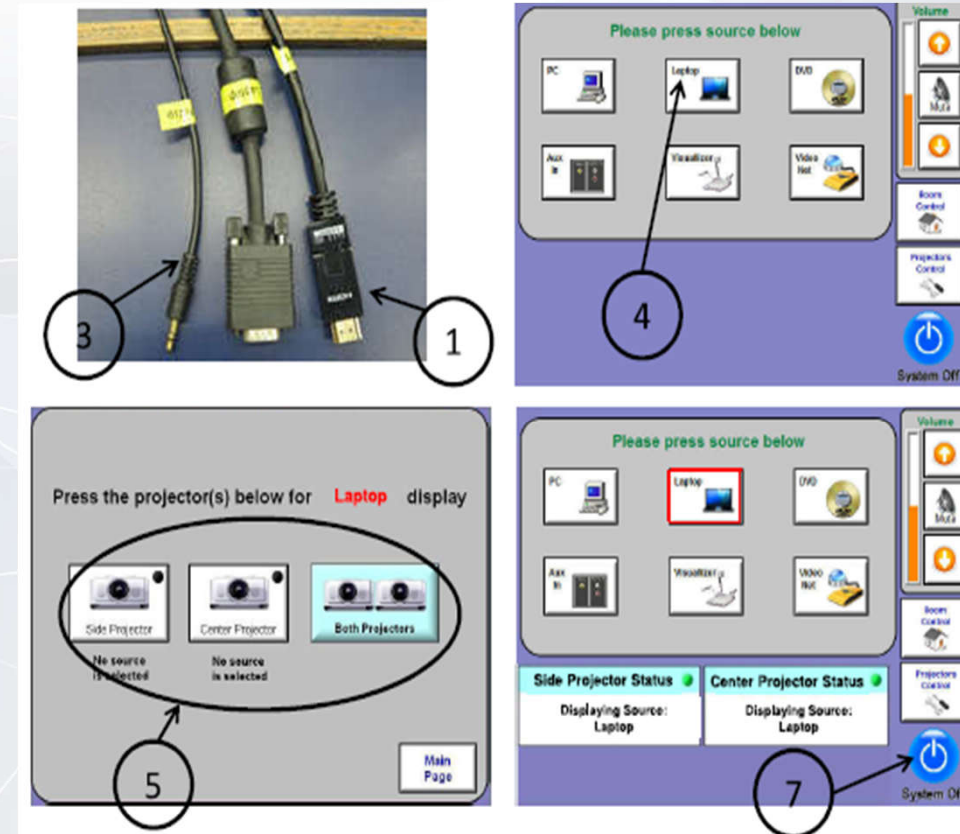 3
1
Please press source below
PC
Laptop
DVD
Aux
In
Visualizer
Video
Net
4
Volume
Mute
Room
Control
Projectors
Control
System Off
Press the projector(s) below for Laptop display
Side Projector
Center Projector
Both Projectors
No source
is selected
No source
is selected
5
Main
Page
Please press source below
PC
Laptop
DVD
Aux
In
Visualizer
Video
Net
Side Projector Status
Displaying Source:
Laptop
Center Projector Status
Displaying Source:
Laptop
7
Volume
Mute
Room
Control
Projectors
Control
System Off